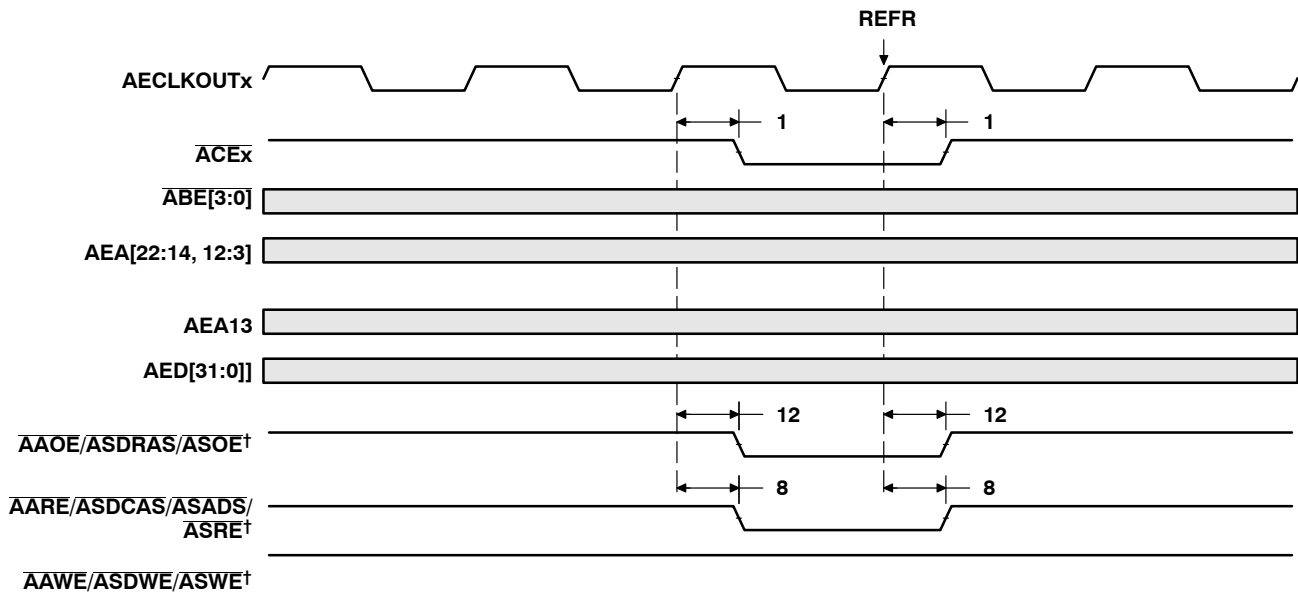 REFR
AECLKOUTx
1 1
ACEx
ABE[3:0]
AEA[22:14, 12:3]
AEA13
AED[31:0]]
12 12
AAOE/ASDRAS/ASOE†
8 8
AARE/ASDCAS/ASADS/
ASRE†
AAWE/ASDWE/ASWE†